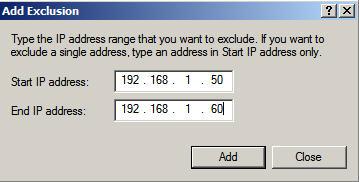 Add Exclusion
Type the IP address range that you want to exclude. If you want to
exclude a single address, type an address in Start IP address only.
Start IP address: 192 . 168 . 1 . 50
End IP address: 192 . 168 . 1 . 60
Add Close